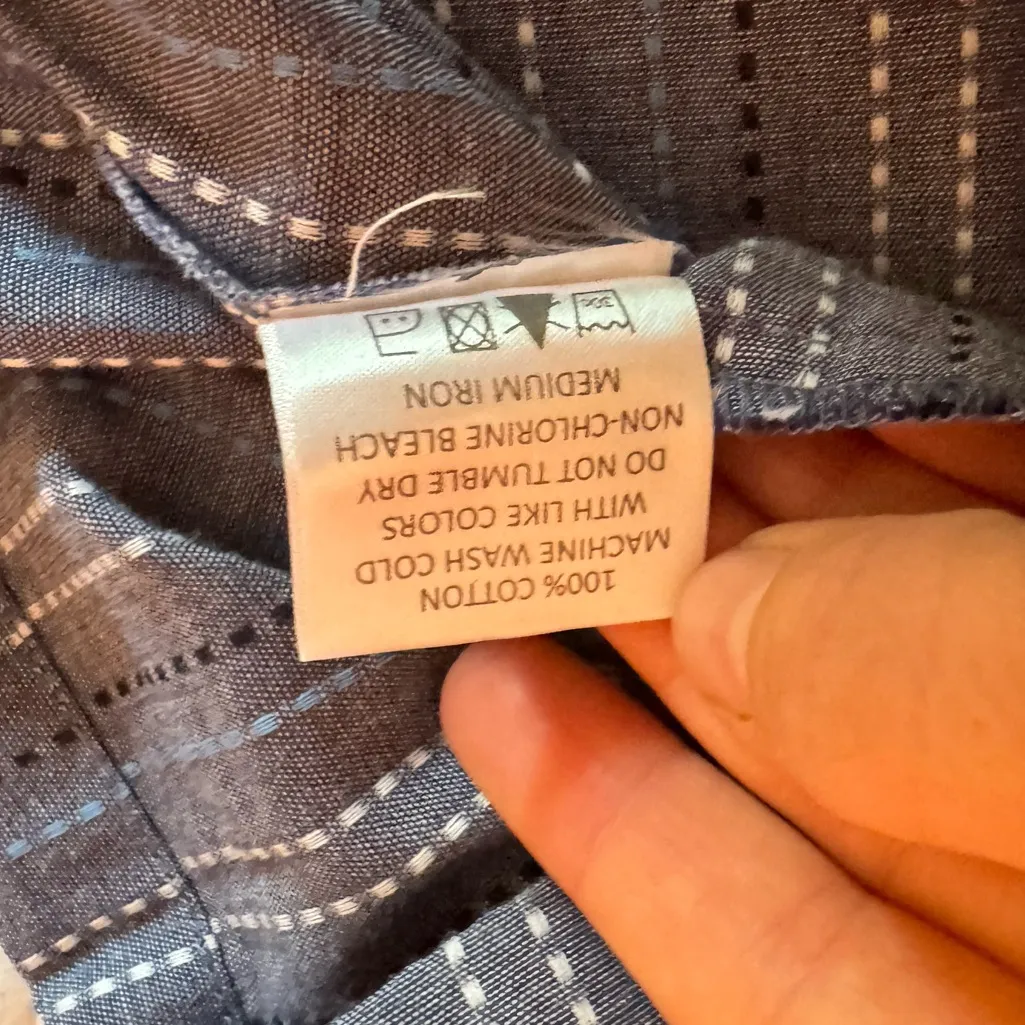 100% COTTON
MACHINE WASH COLD
WITH LIKE COLORS
DO NOT TUMBLE DRY
NON-CHLORINE BLEACH
MEDIUM IRON
30c